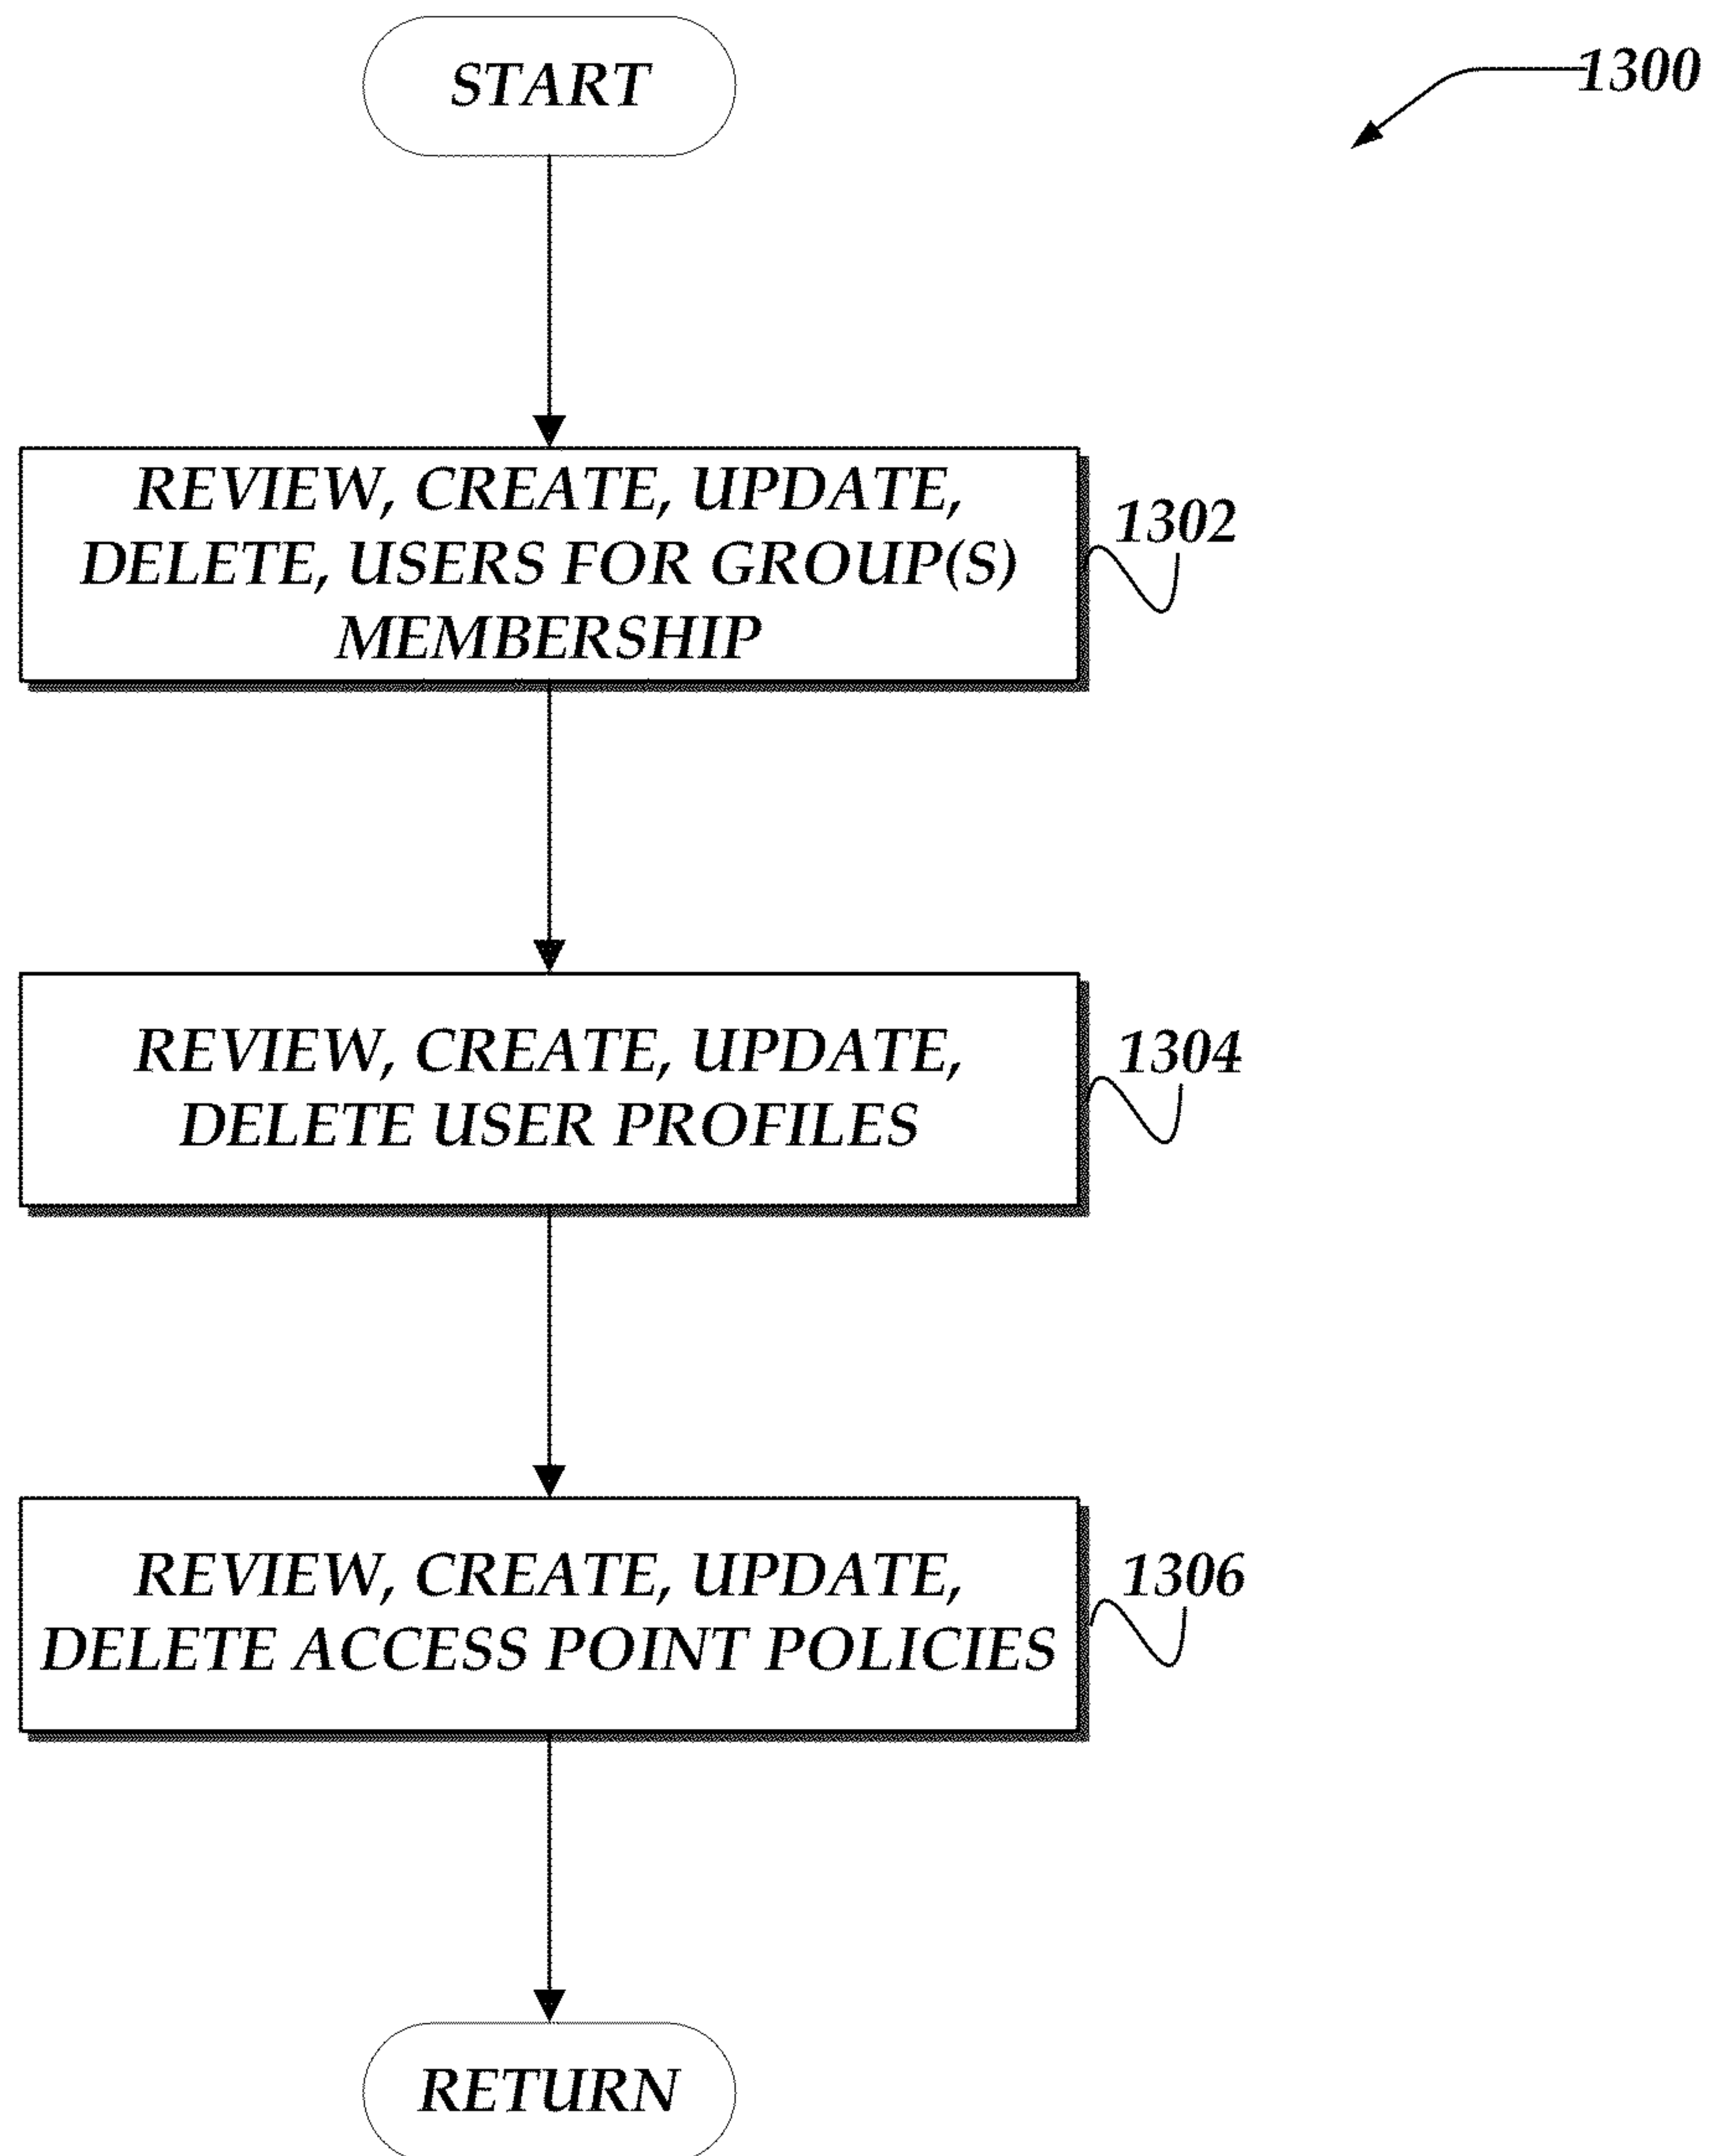 START
1300
REVIEW, CREATE, UPDATE,
DELETE, USERS FOR GROUP(S)
MEMBERSHIP
1302
REVIEW, CREATE, UPDATE,
DELETE USER PROFILES
1304
REVIEW, CREATE, UPDATE,
DELETE ACCESS POINT POLICIES
1306
RETURN